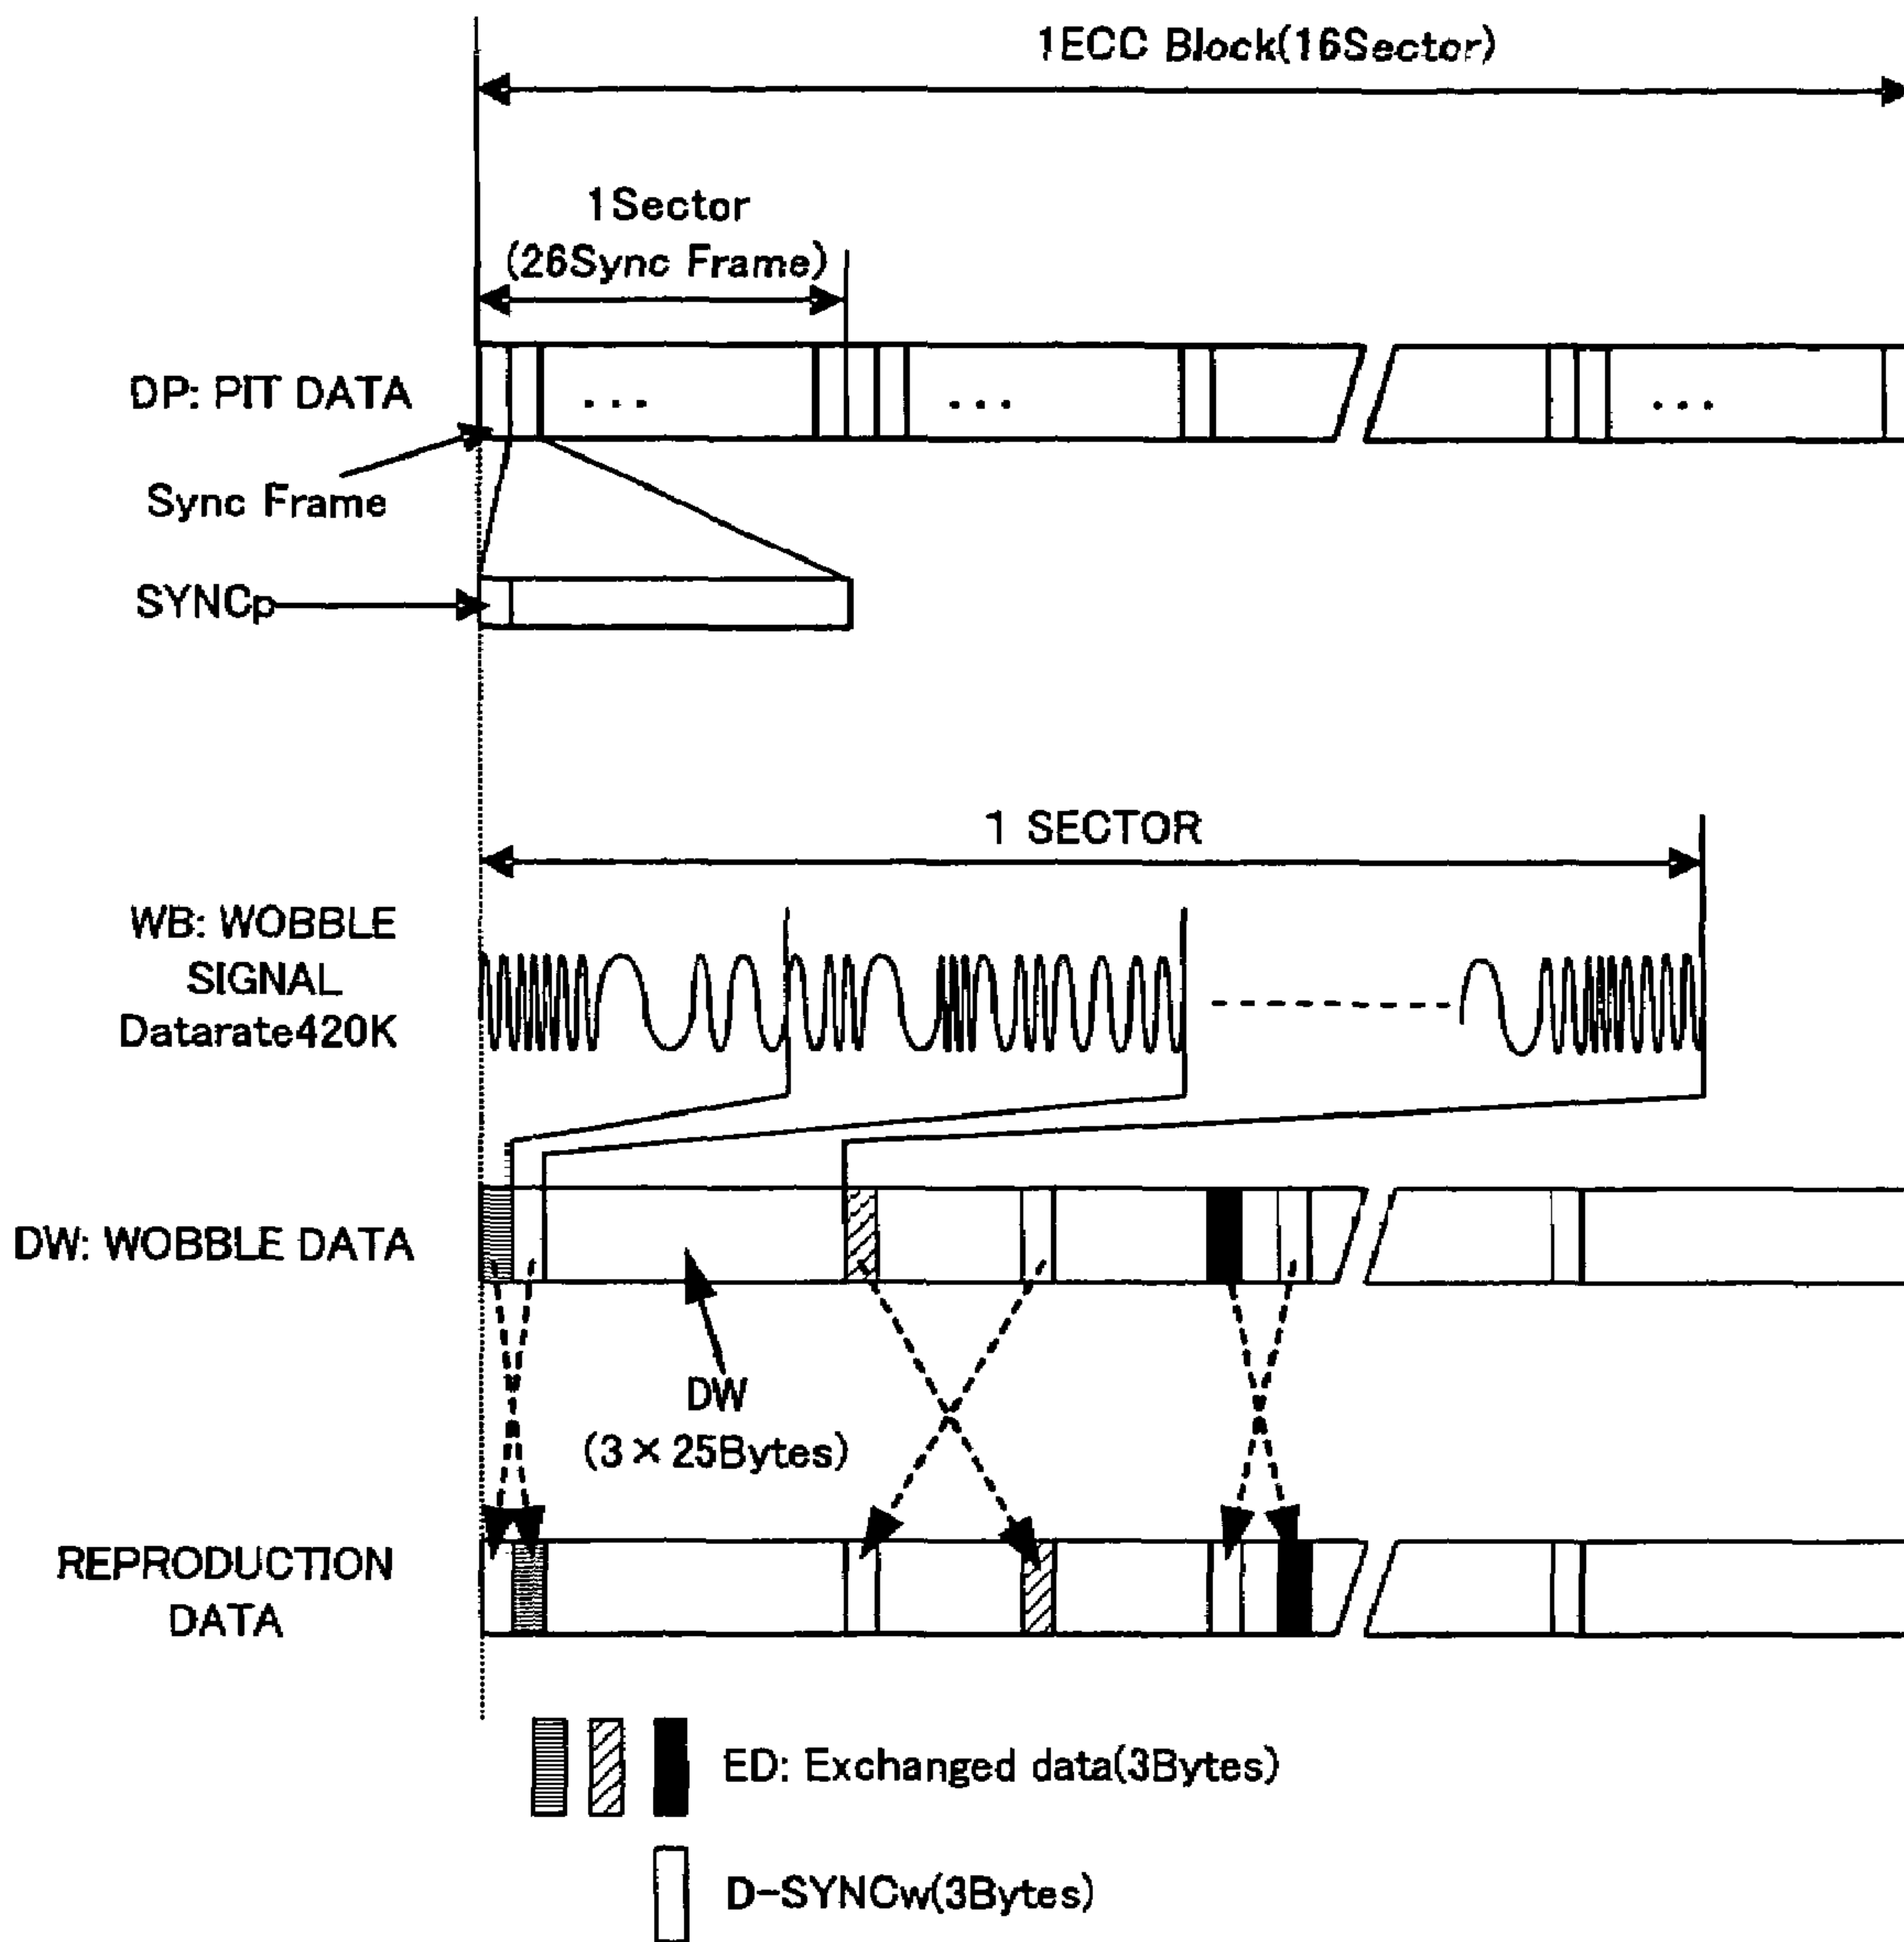 1ECC Block(16Sector)
1Sector
(26Sync Frame)
DP: PIT DATA
...
...
...
Sync Frame
SYNCp
1 SECTOR
WB: WOBBLE
SIGNAL
Datarate420K
DW: WOBBLE DATA
DW
(3×25Bytes)
REPRODUCTION
DATA
ED: Exchanged data(3Bytes)
D-SYNCw(3Bytes)